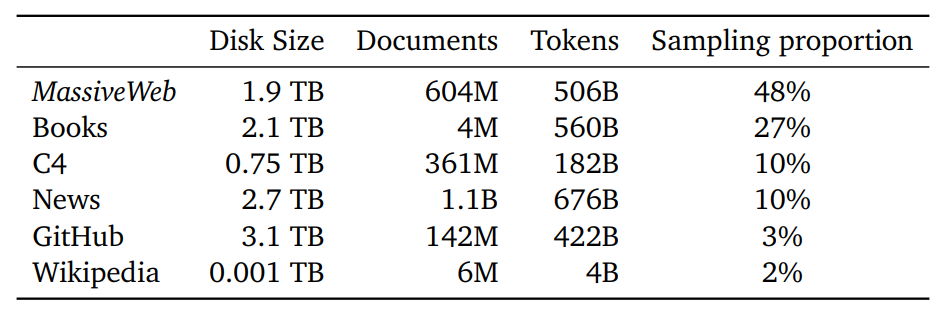 Disk Size Documents Tokens Sampling proportion
MassiveWeb 1.9 TB 604M 506B 48%
Books 2.1 TB 4M 560B 27%
C4 0.75 TB 361M 182B 10%
News 2.7 TB 1.1B 676B 10%
GitHub 3.1 TB 142M 422B 3%
Wikipedia 0.001 TB 6M 4B 2%